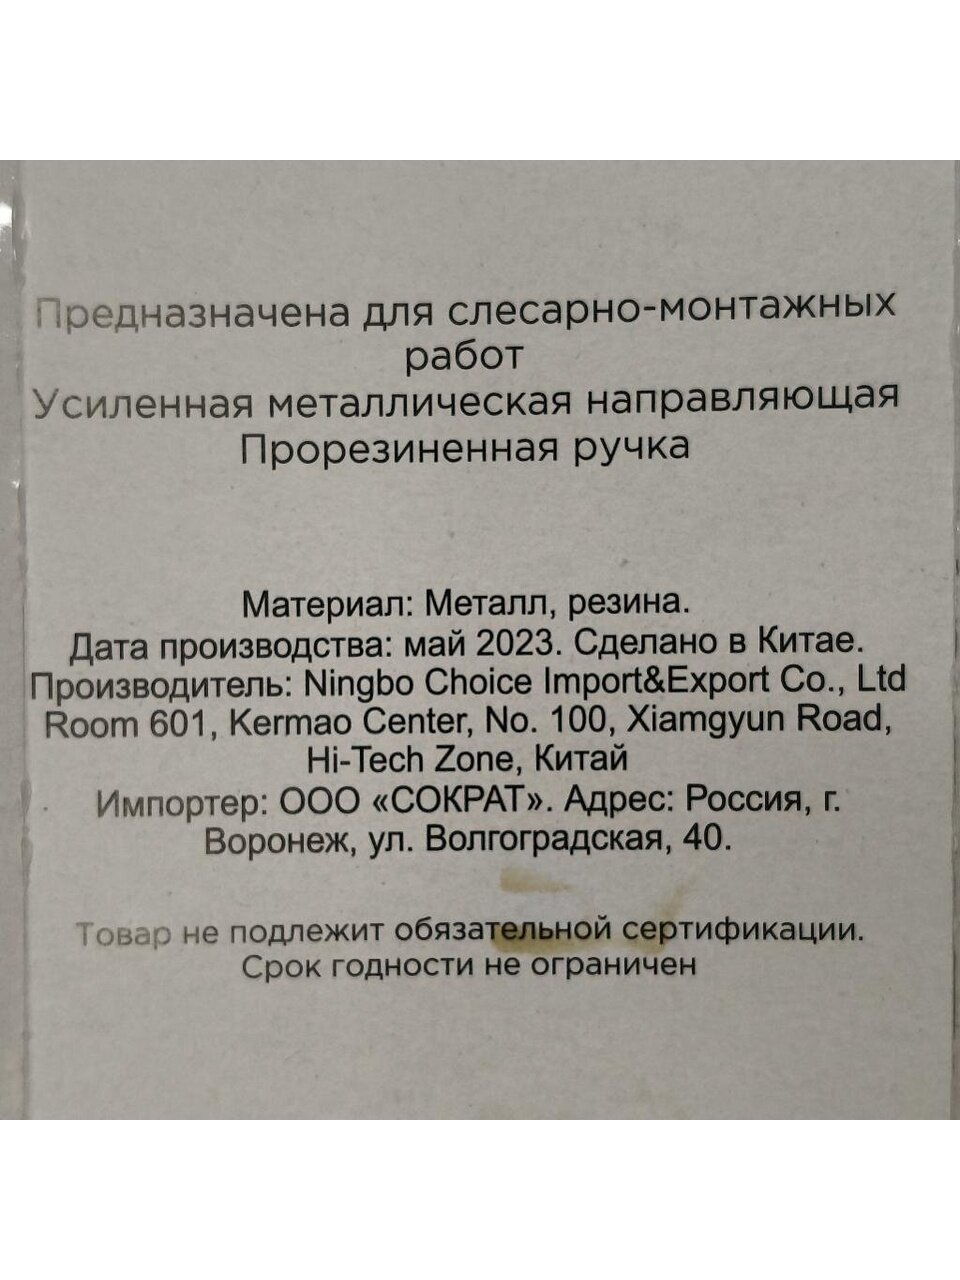 Предназначена для слесарно-монтажных
работ
Усиленная металлическая направляющая
Прорезиненная ручка
Материал: Металл, резина.
Дата производства: май 2023. Сделано в Китае.
Производитель: Ningbo Choice Import&Export Co., Ltd
Room 601, Kermao Center, No. 100, Xiamgyun Road,
Hi-Tech Zone, Китай
Импортер: ООО «СОКРАТ». Адрес: Россия, г.
Воронеж, ул. Волгоградская, 40.
Товар не подлежит обязательной сертификации.
Срок годности не ограничен